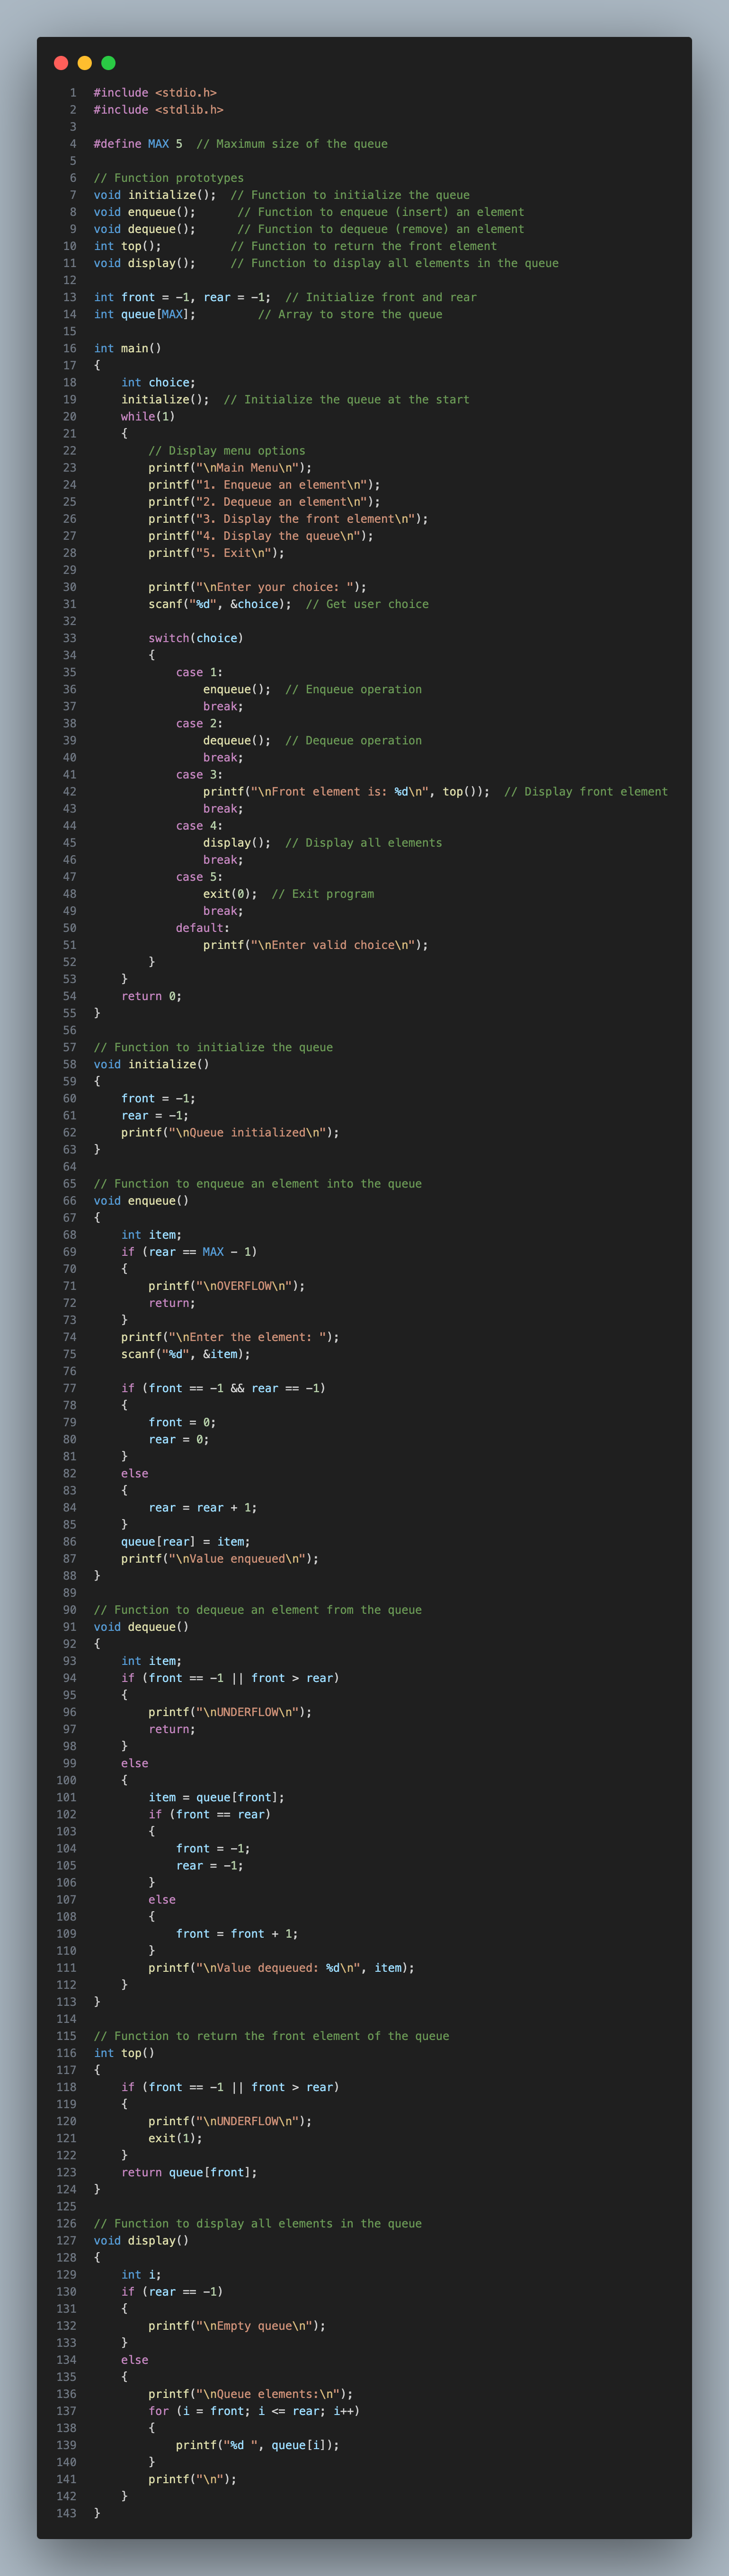 1 #include <stdio.h>
2 #include <stdlib.h>
3
4 #define MAX 5  // Maximum size of the queue
5
6 // Function prototypes
7 void initialize();  // Function to initialize the queue
8 void enqueue();      // Function to enqueue (insert) an element
9 void dequeue();      // Function to dequeue (remove) an element
10 int top();          // Function to return the front element
11 void display();     // Function to display all elements in the queue
12
13 int front = -1, rear = -1;  // Initialize front and rear
14 int queue[MAX];         // Array to store the queue
15
16 int main()
17 {
18     int choice;
19     initialize();  // Initialize the queue at the start
20     while(1)
21     {
22         // Display menu options
23         printf("\nMain Menu\n");
24         printf("1. Enqueue an element\n");
25         printf("2. Dequeue an element\n");
26         printf("3. Display the front element\n");
27         printf("4. Display the queue\n");
28         printf("5. Exit\n");
29
30         printf("\nEnter your choice: ");
31         scanf("%d", &choice);  // Get user choice
32
33         switch(choice)
34         {
35             case 1:
36                 enqueue();  // Enqueue operation
37                 break;
38             case 2:
39                 dequeue();  // Dequeue operation
40                 break;
41             case 3:
42                 printf("\nFront element is: %d\n", top());  // Display front element
43                 break;
44             case 4:
45                 display();  // Display all elements
46                 break;
47             case 5:
48                 exit(0);  // Exit program
49                 break;
50             default:
51                 printf("\nEnter valid choice\n");
52         }
53     }
54     return 0;
55 }
56
57 // Function to initialize the queue
58 void initialize()
59 {
60     front = -1;
61     rear = -1;
62     printf("\nQueue initialized\n");
63 }
64
65 // Function to enqueue an element into the queue
66 void enqueue()
67 {
68     int item;
69     if (rear == MAX - 1)
70     {
71         printf("\nOVERFLOW\n");
72         return;
73     }
74     printf("\nEnter the element: ");
75     scanf("%d", &item);
76
77     if (front == -1 && rear == -1)
78     {
79         front = 0;
80         rear = 0;
81     }
82     else
83     {
84         rear = rear + 1;
85     }
86     queue[rear] = item;
87     printf("\nValue enqueued\n");
88 }
89
90 // Function to dequeue an element from the queue
91 void dequeue()
92 {
93     int item;
94     if (front == -1 || front > rear)
95     {
96         printf("\nUNDERFLOW\n");
97         return;
98     }
99     else
100     {
101         item = queue[front];
102         if (front == rear)
103         {
104             front = -1;
105             rear = -1;
106         }
107         else
108         {
109             front = front + 1;
110         }
111         printf("\nValue dequeued: %d\n", item);
112     }
113 }
114
115 // Function to return the front element of the queue
116 int top()
117 {
118     if (front == -1 || front > rear)
119     {
120         printf("\nUNDERFLOW\n");
121         exit(1);
122     }
123     return queue[front];
124 }
125
126 // Function to display all elements in the queue
127 void display()
128 {
129     int i;
130     if (rear == -1)
131     {
132         printf("\nEmpty queue\n");
133     }
134     else
135     {
136         printf("\nQueue elements:\n");
137         for (i = front; i <= rear; i++)
138         {
139             printf("%d ", queue[i]);
140         }
141         printf("\n");
142     }
143 }